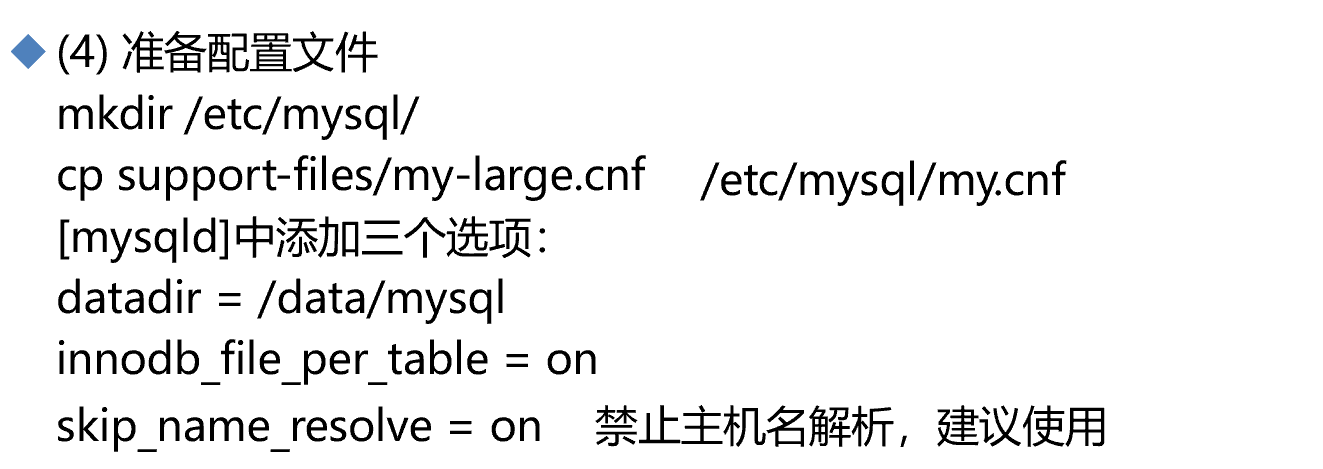 (4) 准备配置文件
mkdir /etc/mysql/
cp support-files/my-large.cnf /etc/mysql/my.cnf
[mysqld]中添加三个选项：
datadir = /data/mysql
innodb_file_per_table = on
skip_name_resolve = on 禁止主机名解析，建议使用